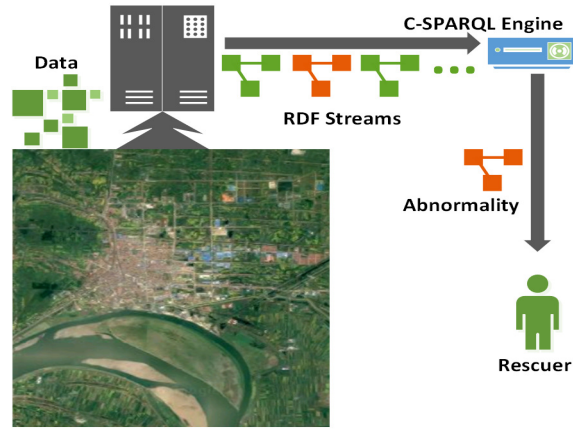 C-SPARQL Engine
Data
RDF Streams
Abnormality
Rescuer